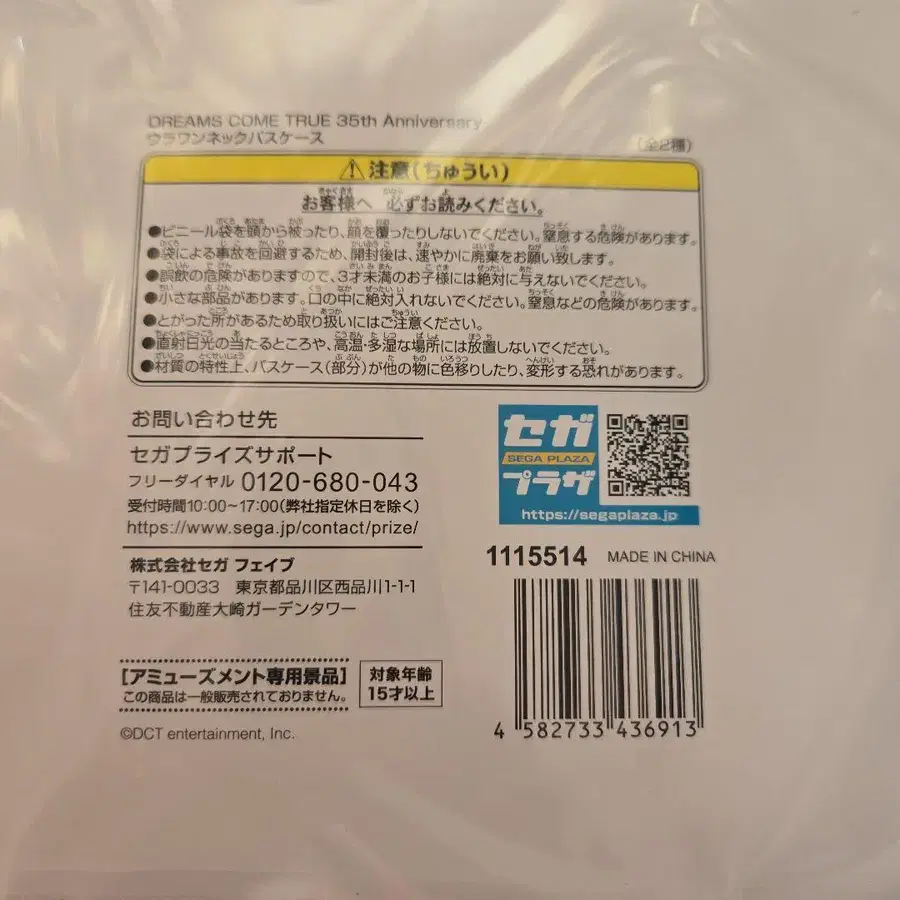 DREAMS COME TRUE 35th Anniversary
ウラワンネックパスケース
(全2種)
⚠注意(ちゅうい)
お客様へ 必ずお読みください。
●ビニール袋を頭から被ったり、顔を覆ったりしないでください。窒息する危険があります。
●袋による事故を回避するため、開封後は、速やかに廃棄をお願い致します。
●誤飲の危険がありますので、3才未満のお子様には絶対に与えないでください。
●小さな部品があります。口の中に絶対入れないでください。窒息などの危険があります。
●とがった所があるため取り扱いにはご注意ください。
●直射日光の当たるところや、高温・多湿な場所には放置しないでください。
●材質の特性上、パスケース(部分)が他の物に色移りしたり、変形する恐れがあります。
お問い合わせ先
セガプライズサポート
フリーダイヤル 0120-680-043
受付時間10:00~17:00(弊社指定休日を除く)
https://www.sega.jp/contact/prize/
株式会社セガ フェイブ
〒141-0033 東京都品川区西品川1-1-1
住友不動産大崎ガーデンタワー
[アミューズメント専用景品]
この商品は一般販売されておりません。
対象年齢
15才以上
©DCT entertainment, Inc.
セガ
SEGA PLAZA
プラザ
https://segaplaza.jp
1115514 MADE IN CHINA
4 582733 436913